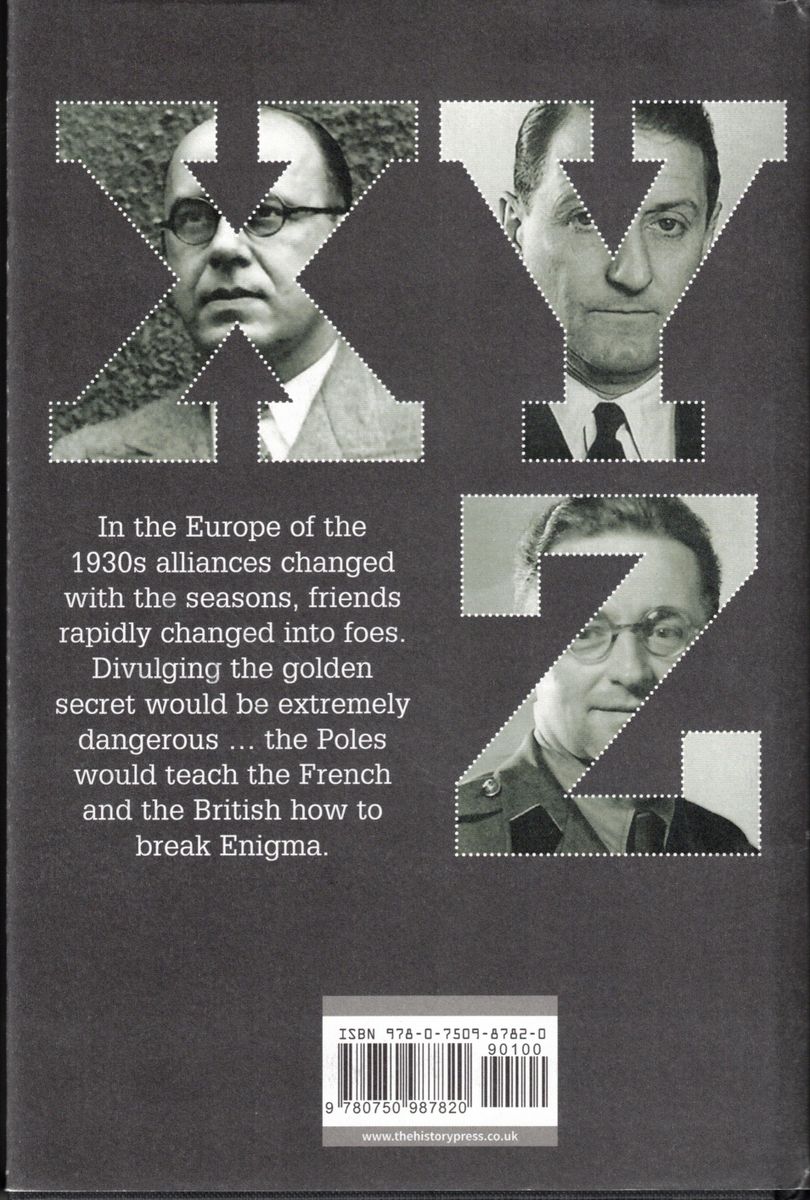 X Y
Z
In the Europe of the
1930s alliances changed
with the seasons, friends
rapidly changed into foes.
Divulging the golden
secret would be extremely
dangerous ... the Poles
would teach the French
and the British how to
break Enigma.
ISBN 978-0-7509-8782-0
90100
9 780750 987820
www.thehistorypress.co.uk